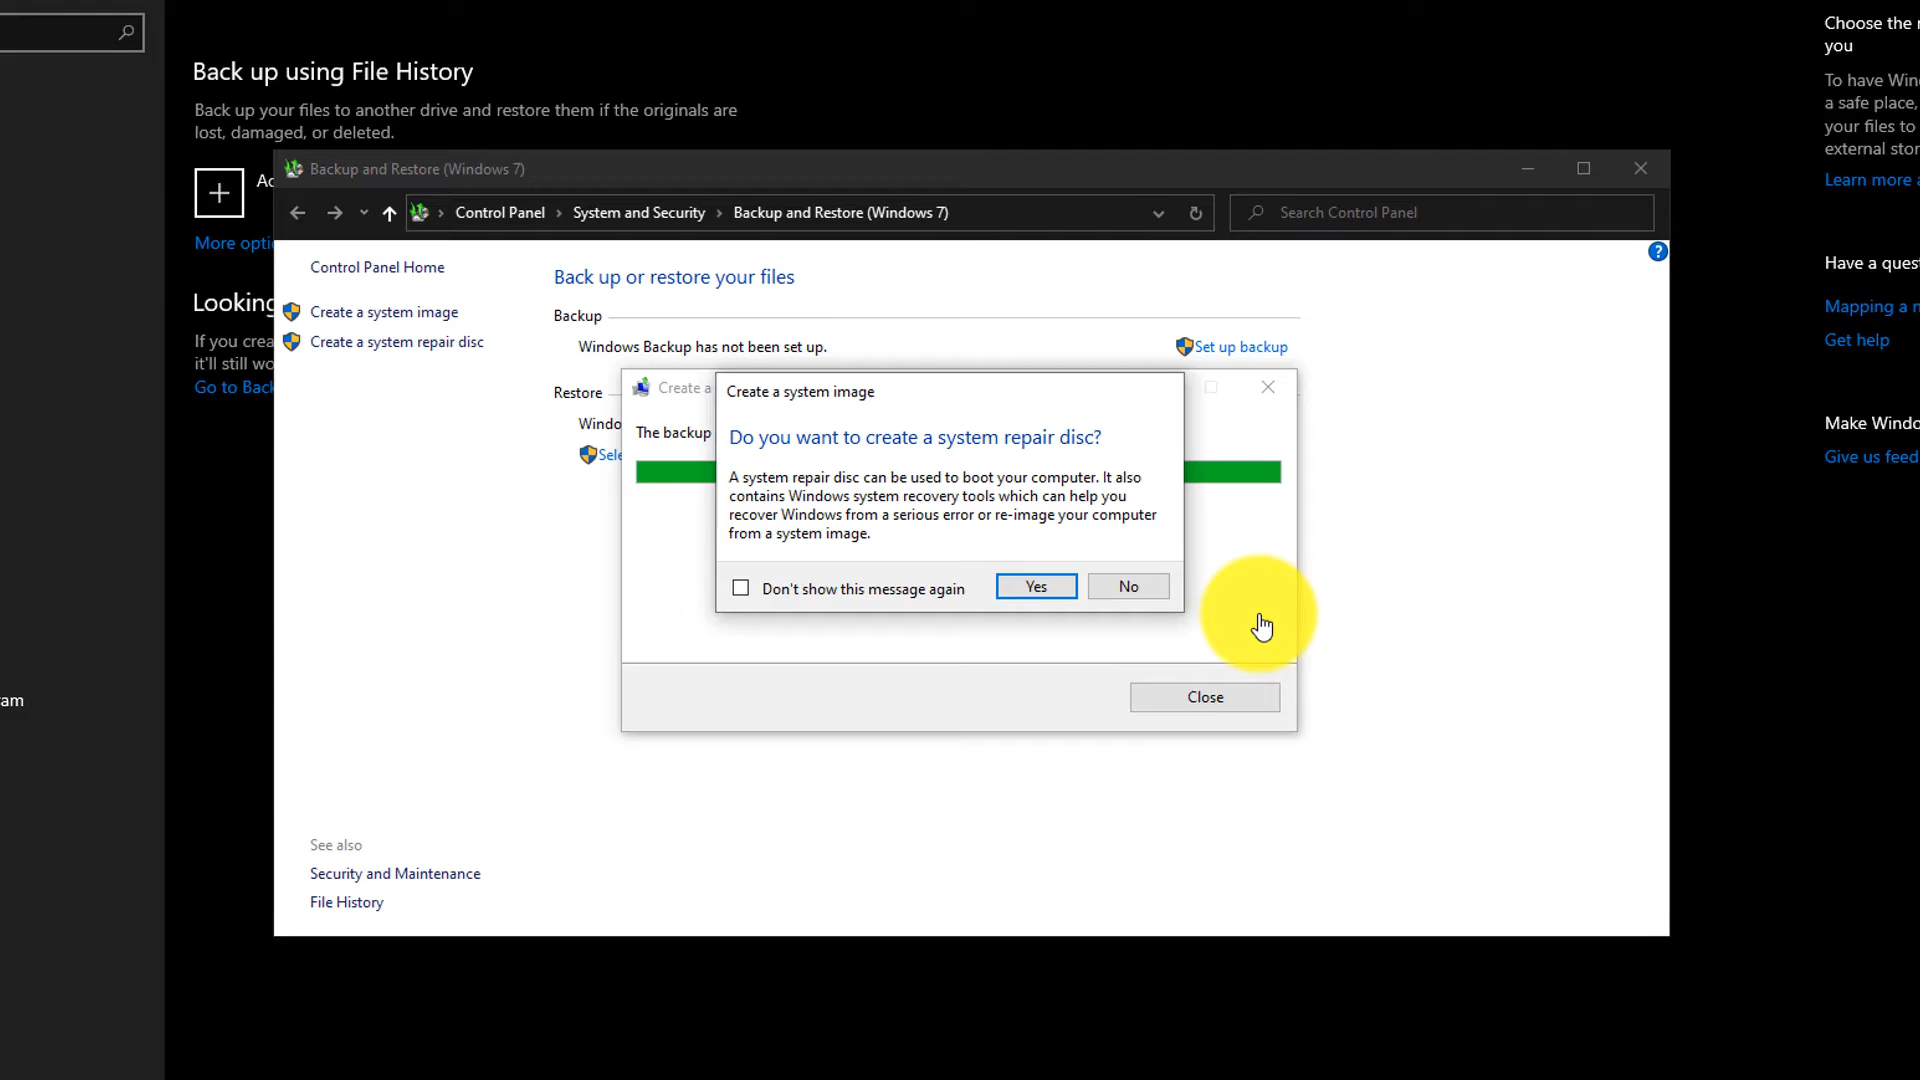 Back up using File History
Back up your files to another drive and restore them if the originals are
lost, damaged, or deleted.
More opti
Looking
If you crea
it'll still wo
Go to Back
am
Backup and Restore (Windows 7)
Control Panel > System and Security > Backup and Restore (Windows 7)
Search Control Panel
Control Panel Home
Create a system image
Create a system repair disc
Back up or restore your files
Backup
Windows Backup has not been set up.
Set up backup
Restore
Windo
Sele
Create a
The backup
Create a system image
Do you want to create a system repair disc?
A system repair disc can be used to boot your computer. It also
contains Windows system recovery tools which can help you
recover Windows from a serious error or re-image your computer
from a system image.
Don't show this message again
Yes
No
Close
See also
Security and Maintenance
File History
Choose the
you
To have Win
a safe place,
your files to
external stor
Learn more a
Have a quest
Mapping a n
Get help
Make Windo
Give us feed